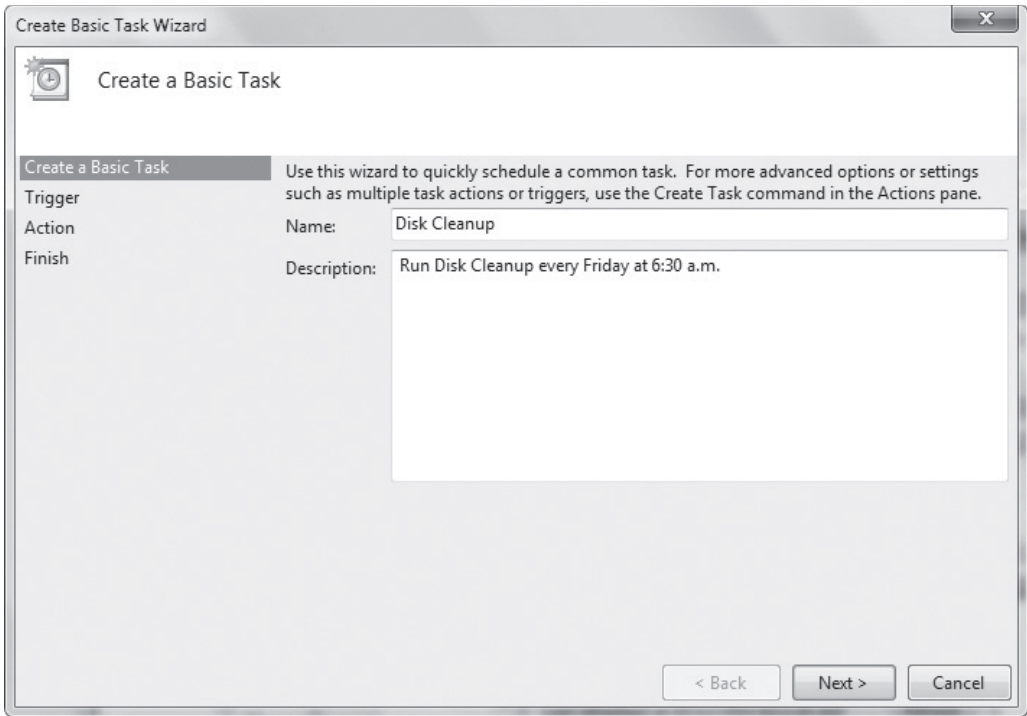 Create Basic Task Wizard
Create a Basic Task
Create a Basic Task
Trigger
Action
Finish
Use this wizard to quickly schedule a common task. For more advanced options or settings
such as multiple task actions or triggers, use the Create Task command in the Actions pane.
Name: Disk Cleanup
Description: Run Disk Cleanup every Friday at 6:30 a.m.
< Back Next > Cancel